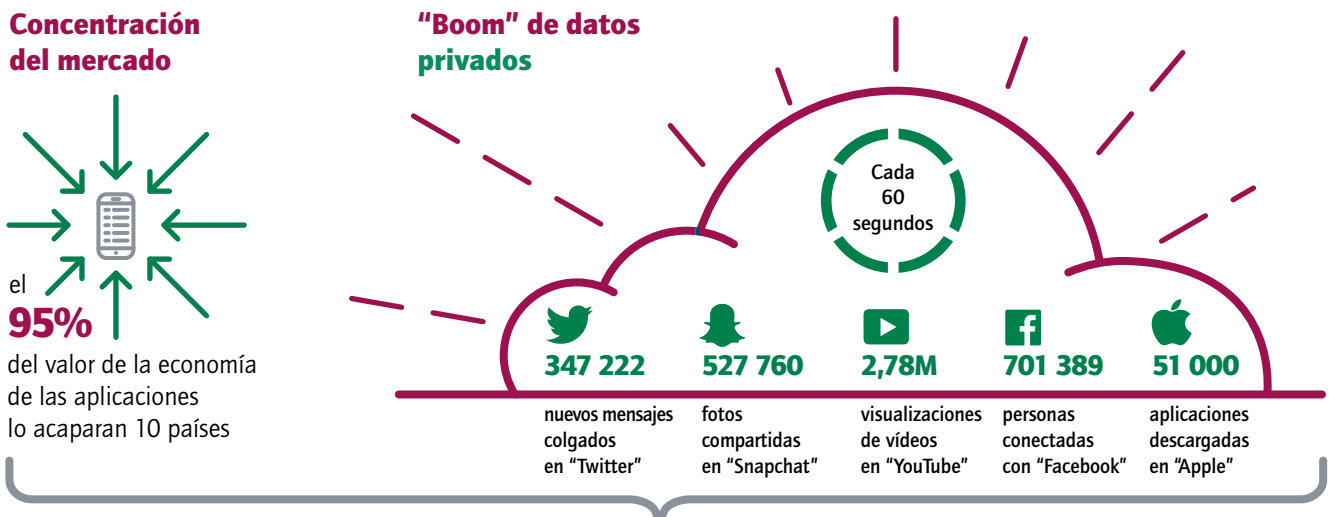 Concentración
del mercado
el
95%
del valor de la economía
de las aplicaciones
lo acaparan 10 países
“Boom” de datos
privados
Cada
60
segundos
347 222
nuevos mensajes
colgados
en “Twitter”
527 760
fotos
compartidas
en “Snapchat”
2,78M
visualizaciones
de vídeos
en “YouTube”
701 389
personas
conectadas
con “Facebook”
51 000
aplicaciones
descargadas
en “Apple”